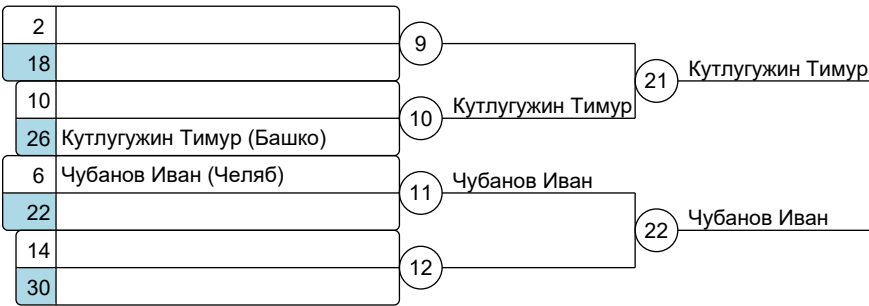 2
18
9
10
26 Кутлугужин Тимур (Башко)
10 Кутлугужин Тимур
21 Кутлугужин Тимур
6 Чубанов Иван (Челяб)
22
11 Чубанов Иван
14
30
12
22 Чубанов Иван